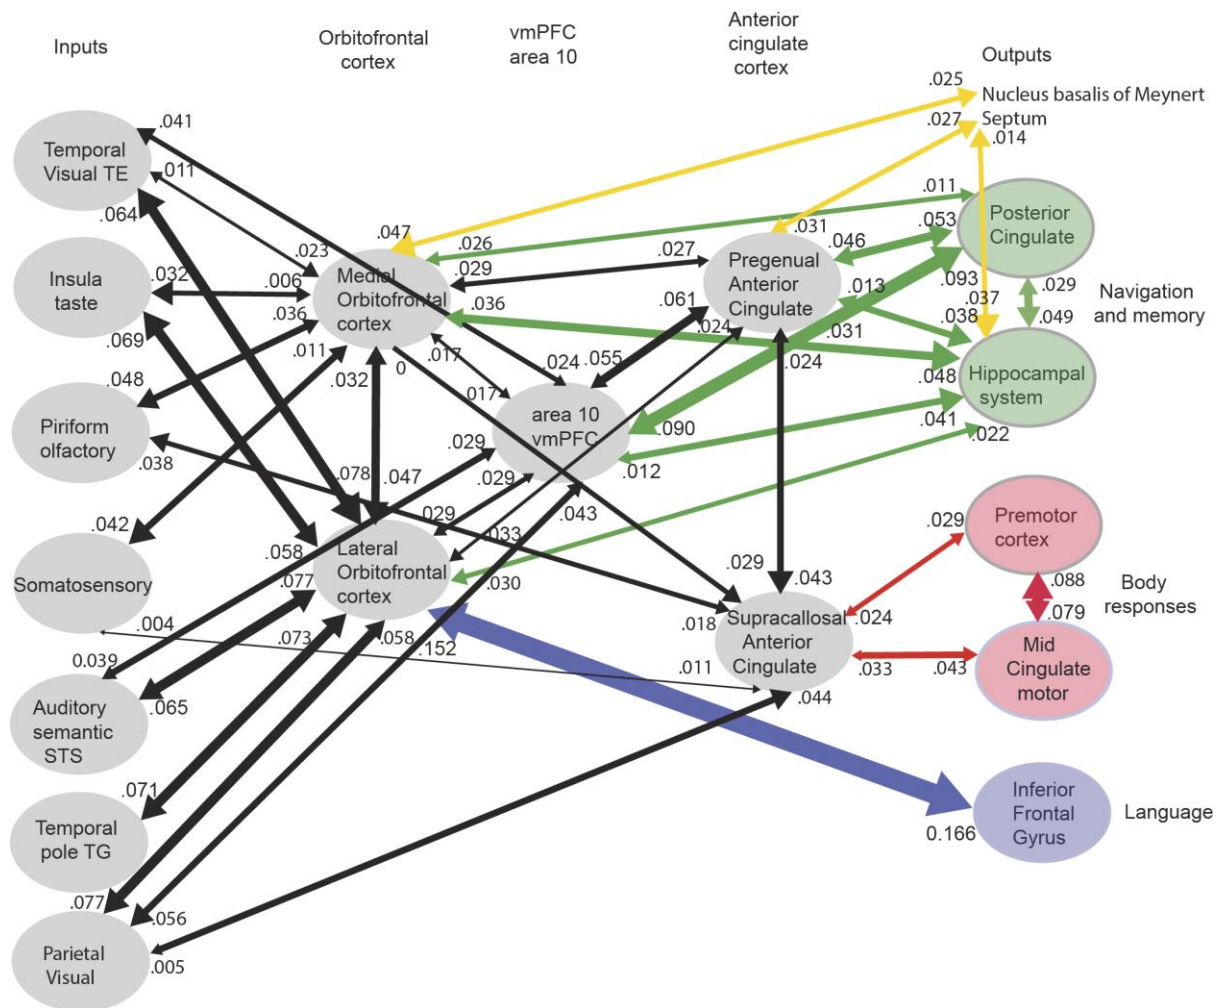 Inputs
Orbitofrontal
cortex
vmPFC
area 10
Anterior
cingulate
cortex
Outputs
.025
Nucleus basalis of Meynert
.027
Septum
.014
.041
Temporal
Visual TE
.011
.064
.023
.047
.026
.029
.027
.031
.046
.011
.053
Posterior
Cingulate
.093
.013
.037
.038
.029
.049
Navigation
and memory
Insula
taste
.032
.006
.036
Medial
Orbitofrontal
cortex
.036
Pregenual
Anterior
Cingulate
.061
.024
.031
.024
.069
.011
.032
0
.017
.017
.024
.055
.048
Hippocampal
system
.041
.022
.048
Piriform
olfactory
.038
area 10
vmPFC
.090
.012
.029
.029
.078
.047
.029
.033
.043
.042
.058
Somatosensory
.004
.077
Lateral
Orbitofrontal
cortex
.030
.029
.043
.029
Premotor
cortex
.024
.088
.079
Body
responses
.018
Supracallosal
Anterior
Cingulate
.011
.033
.043
Mid
Cingulate
motor
.044
0.039
.073
.058
.152
Auditory
semantic
STS
.065
.071
Temporal
pole TG
Inferior
Frontal
Gyrus
0.166
Language
.077
.056
Parietal
Visual
.005